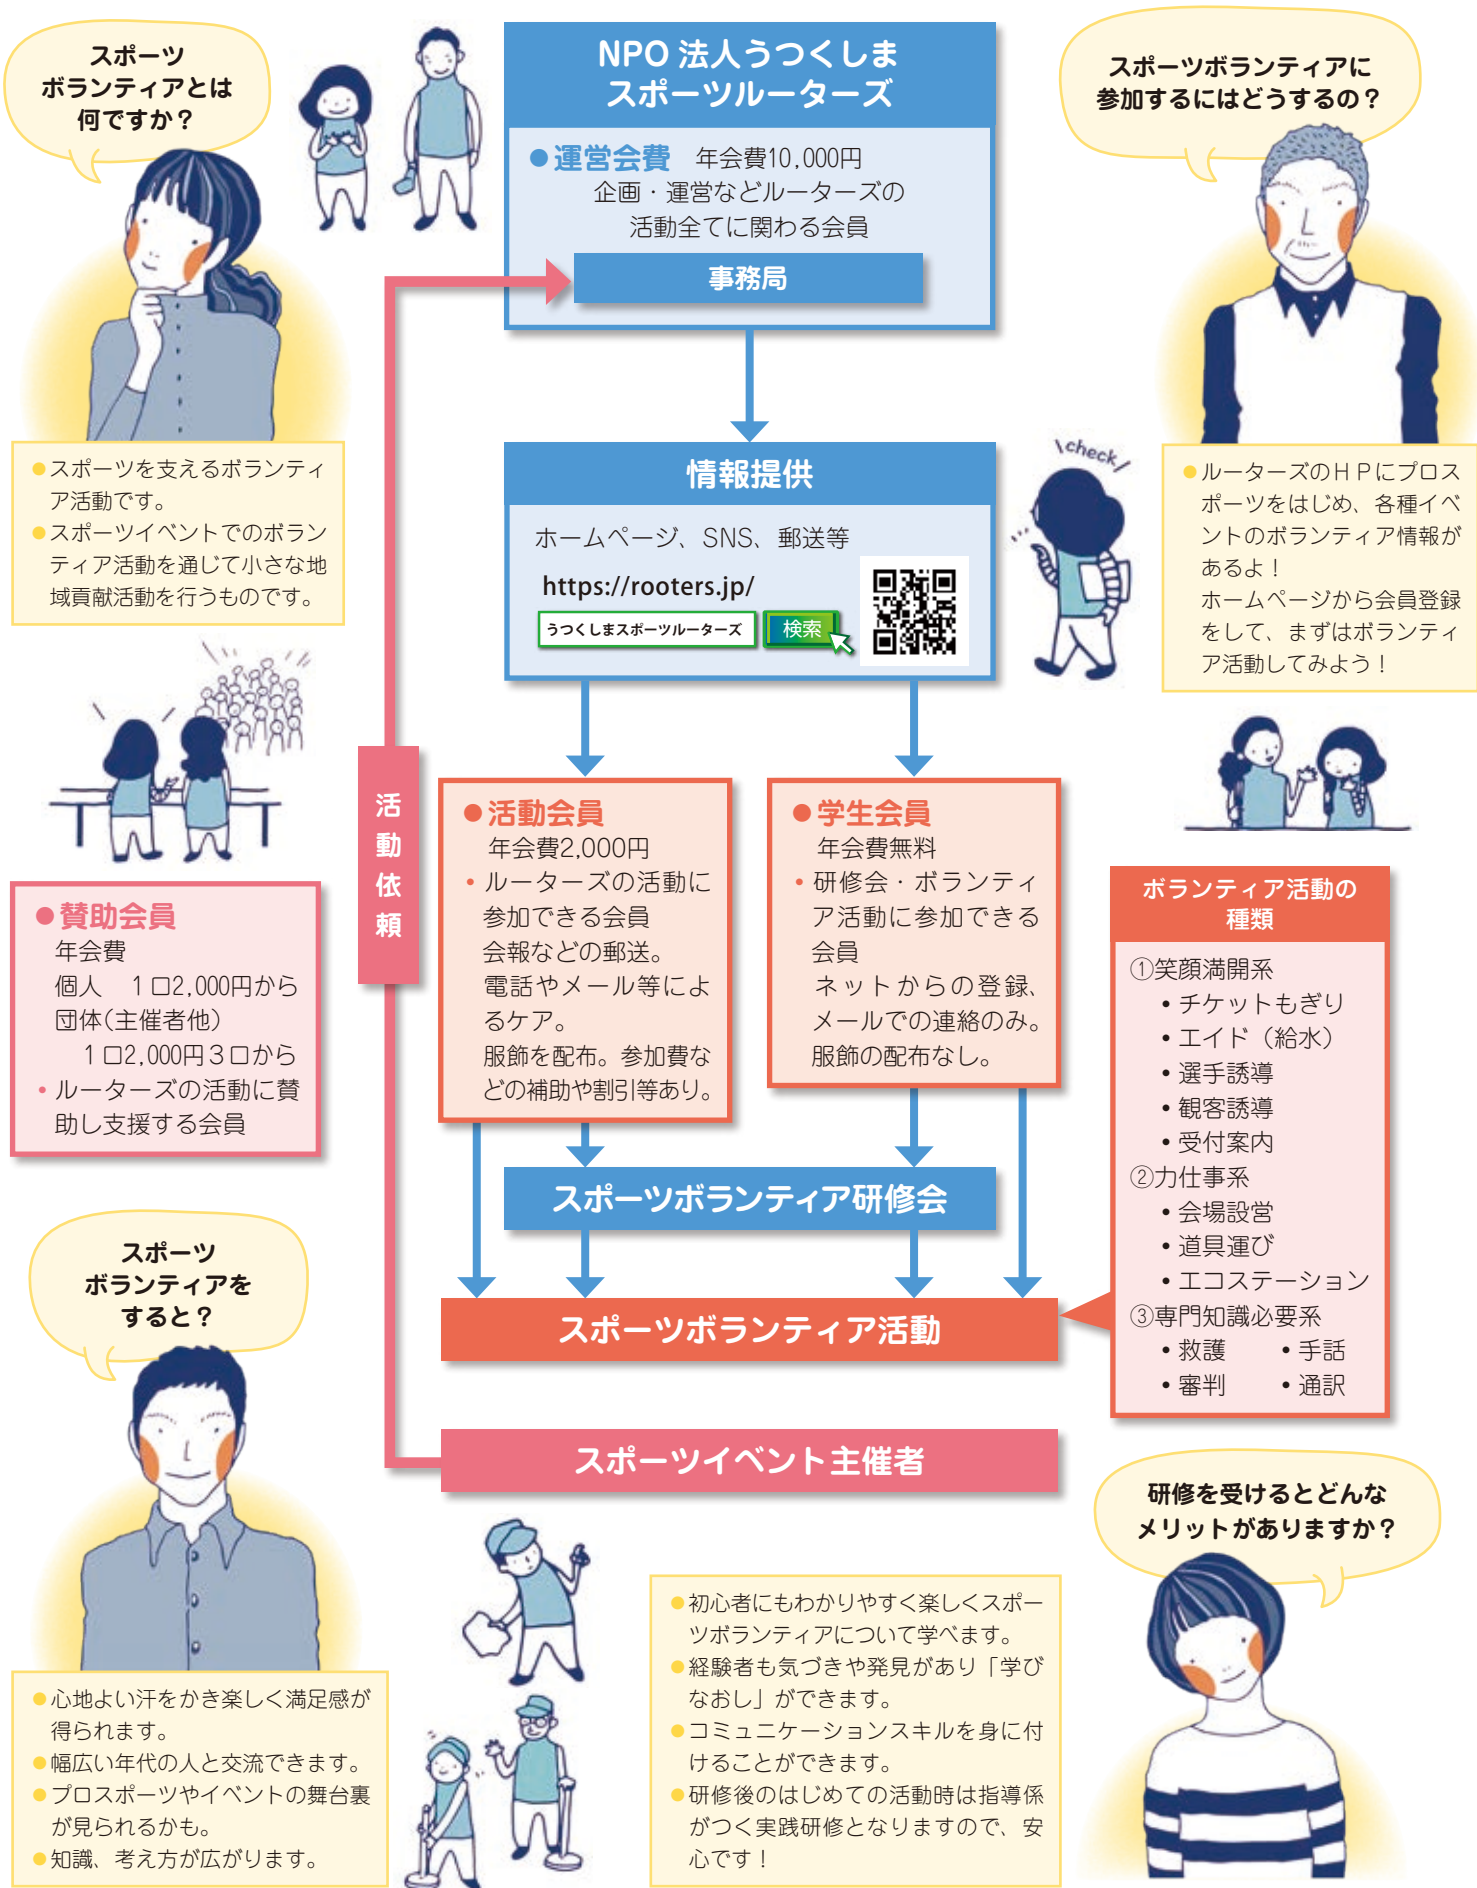 スポーツ
ボランティアとは
何ですか？
NPO 法人うつくしま
スポーツルーターズ
●運営会費　年会費10,000円
企画・運営などルーターズの
活動全てに関わる会員
事務局
スポーツボランティアに
参加するにはどうするの？
●スポーツを支えるボランティ
ア活動です。
●スポーツイベントでのボラン
ティア活動を通じて小さな地
域貢献活動を行うものです。
情報提供
ホームページ、SNS、郵送等
https://rooters.jp/
うつくしまスポーツルーターズ
検索
\check/
●ルーターズのＨＰにプロス
ポーツをはじめ、各種イベ
ントのボランティア情報が
あるよ！
ホームページから会員登録
をして、まずはボランティ
ア活動してみよう！
活動依頼
●賛助会員
年会費
個人　１口2,000円から
団体(主催者他)
１口2,000円３口から
・ルーターズの活動に賛
助し支援する会員
●活動会員
年会費2,000円
・ルーターズの活動に
参加できる会員
会報などの郵送。
電話やメール等によ
るケア。
服飾を配布。参加費な
どの補助や割引等あり。
●学生会員
年会費無料
・研修会・ボランティ
ア活動に参加できる
会員
ネットからの登録、
メールでの連絡のみ。
服飾の配布なし。
ボランティア活動の
種類
①笑顔満開系
・チケットもぎり
・エイド（給水）
・選手誘導
・観客誘導
・受付案内
②力仕事系
・会場設営
・道具運び
・エコステーション
③専門知識必要系
・救護　・手話
・審判　・通訳
スポーツボランティア研修会
スポーツボランティア活動
スポーツイベント主催者
スポーツ
ボランティアを
すると？
●心地よい汗をかき楽しく満足感が
得られます。
●幅広い年代の人と交流できます。
●プロスポーツやイベントの舞台裏
が見られるかも。
●知識、考え方が広がります。
研修を受けるとどんな
メリットがありますか？
●初心者にもわかりやすく楽しくスポー
ツボランティアについて学べます。
●経験者も気づきや発見があり「学び
なおし」ができます。
●コミュニケーションスキルを身に付
けることができます。
●研修後のはじめての活動時は指導係
がつく実践研修となりますので、安
心です！